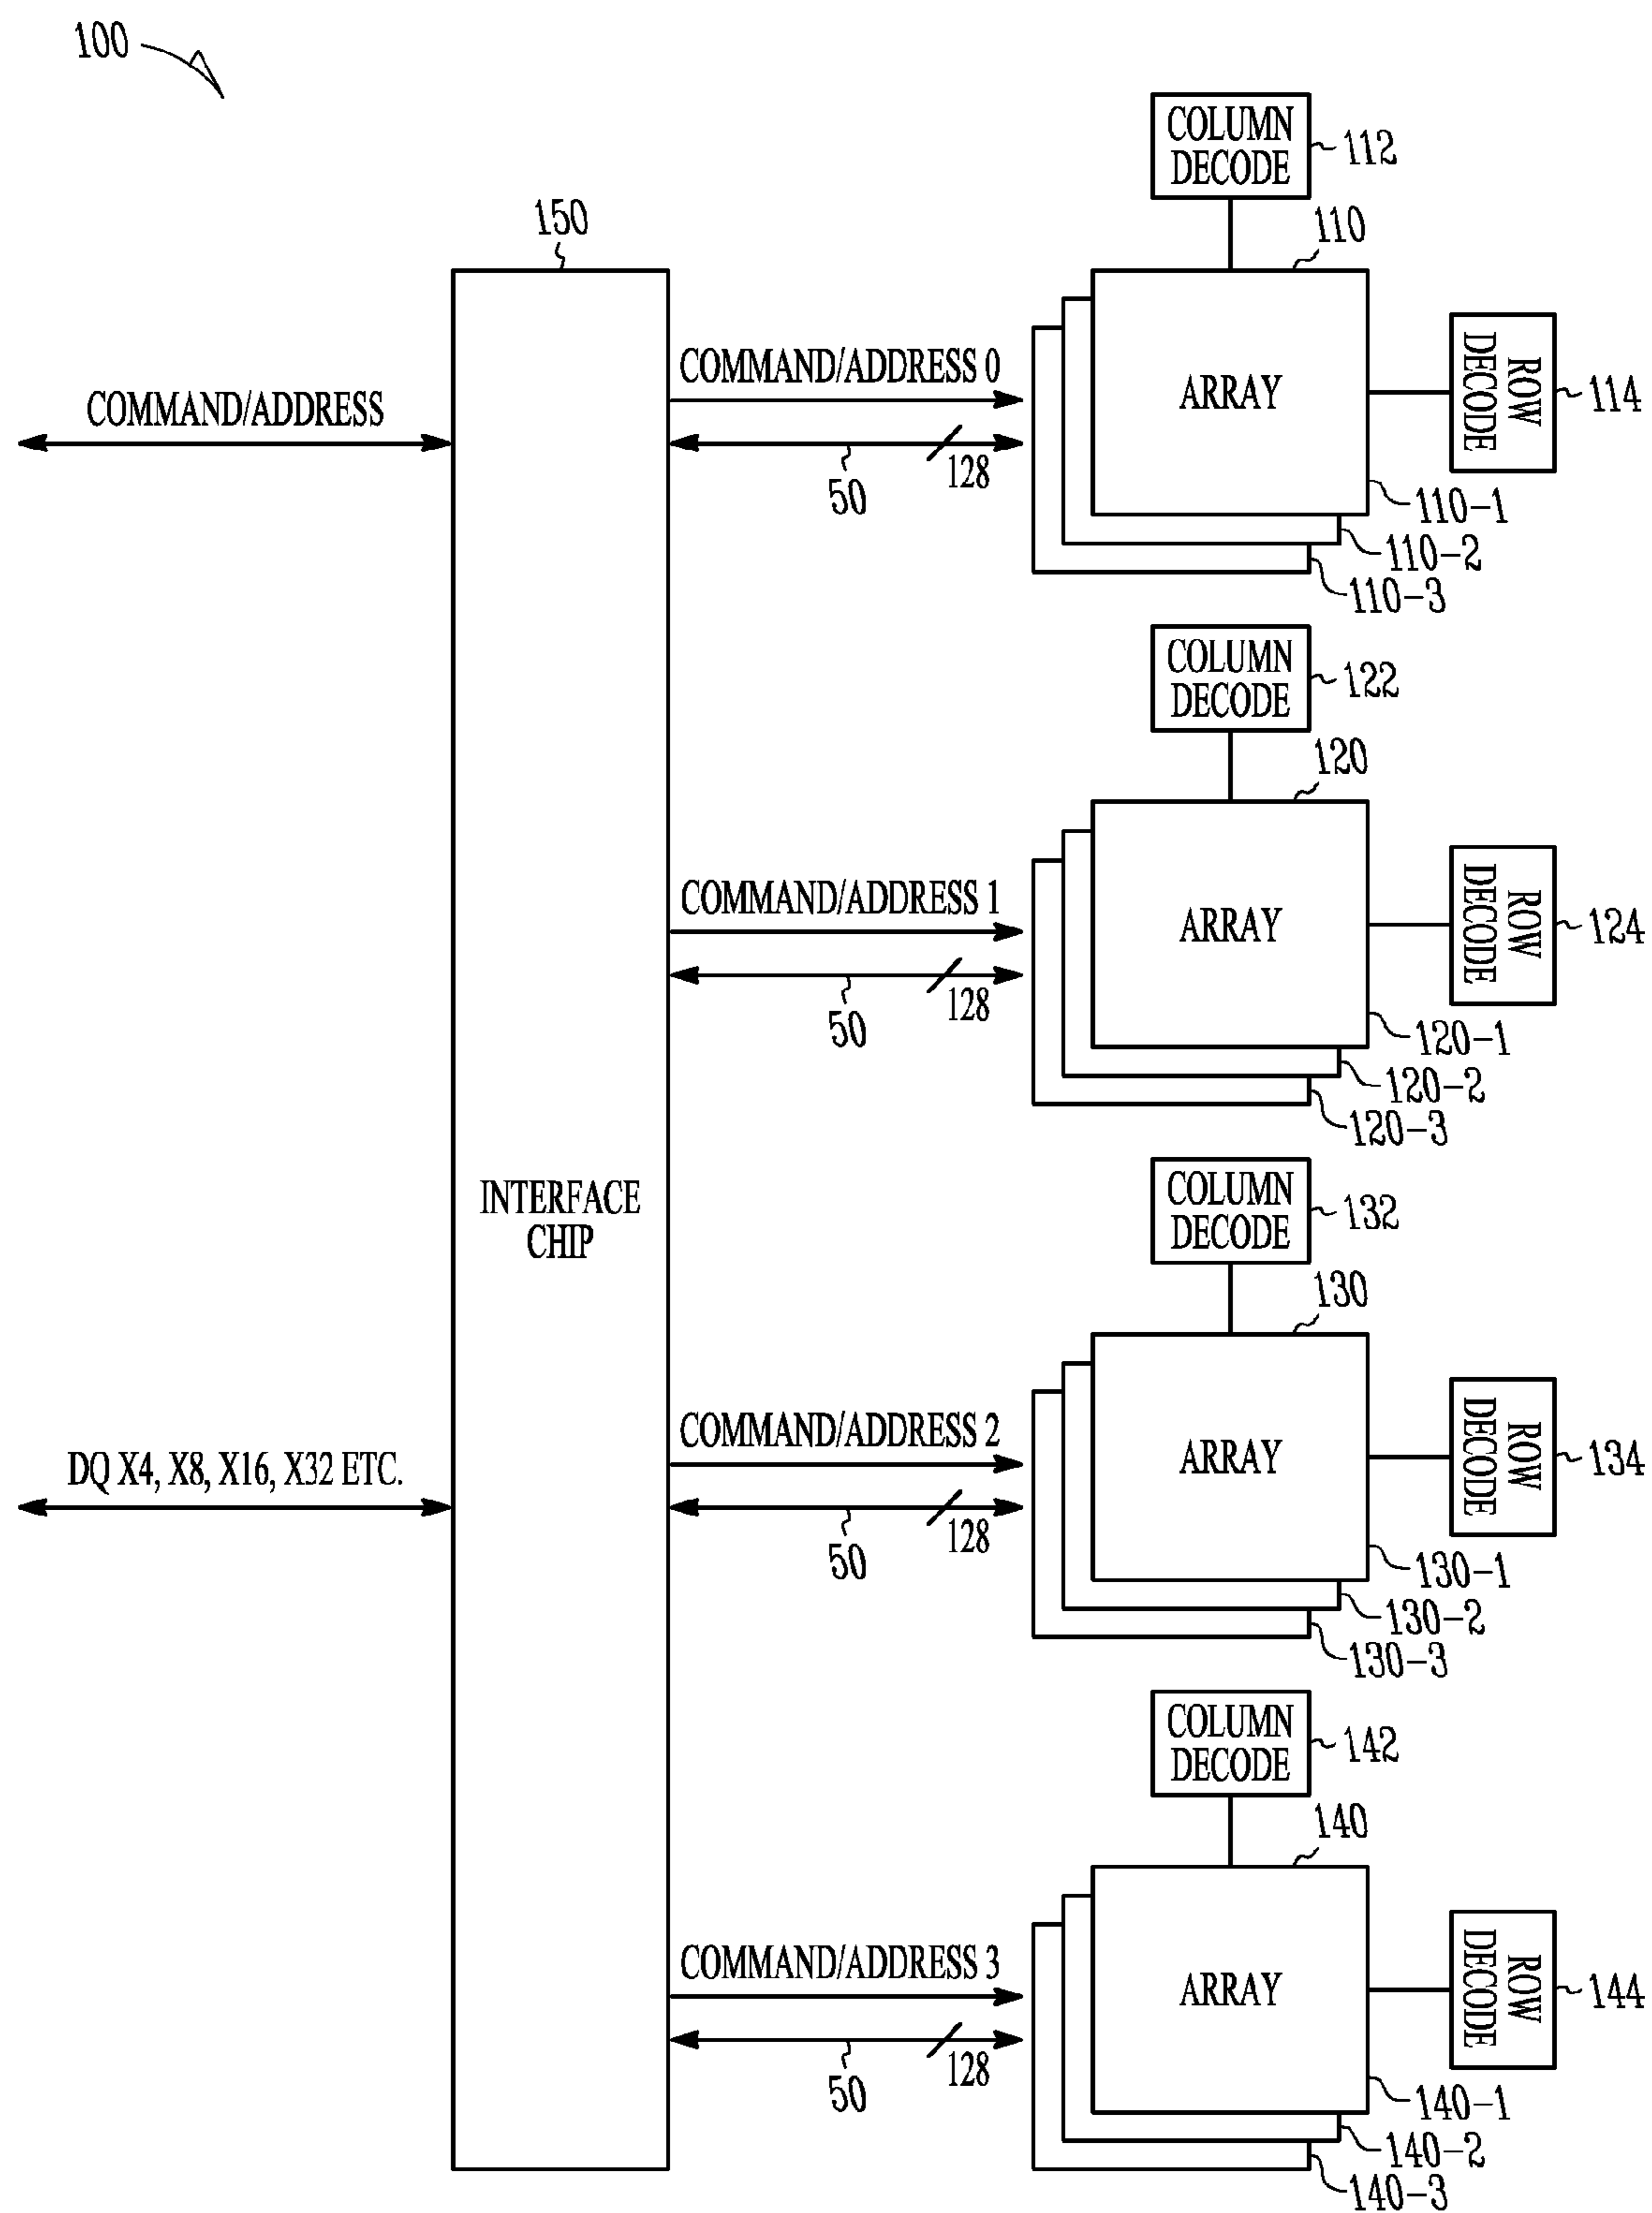 100
COLUMN
DECODE
112
150
110
COMMAND/ADDRESS 0
COMMAND/ADDRESS
ARRAY
ROW
DECODE
114
50
128
110-1
110-2
110-3
COLUMN
DECODE
122
120
COMMAND/ADDRESS 1
ARRAY
ROW
DECODE
124
50
128
120-1
120-2
120-3
INTERFACE
CHIP
COLUMN
DECODE
132
130
COMMAND/ADDRESS 2
DQ X4, X8, X16, X32 ETC.
ARRAY
ROW
DECODE
134
50
128
130-1
130-2
130-3
COLUMN
DECODE
142
140
COMMAND/ADDRESS 3
ARRAY
ROW
DECODE
144
50
128
140-1
140-2
140-3